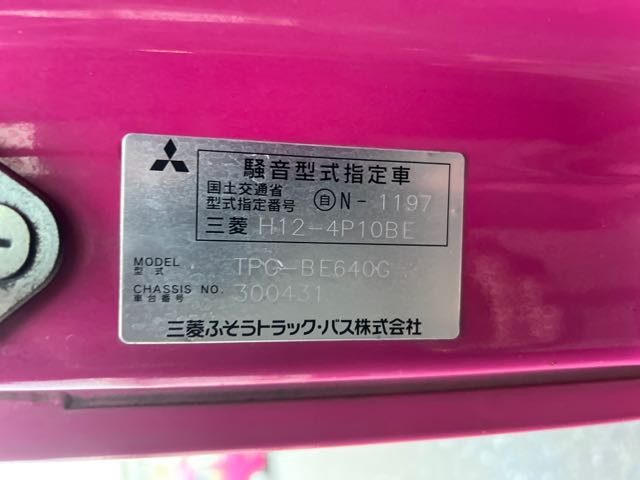 騒音型式指定車
国土交通省
型式指定番号 自 N- 1197
三菱 H12-4P10BE
MODEL TPG-BE640G
型式
CHASSIS NO. 300431
車台番号
三菱ふそうトラック・バス株式会社